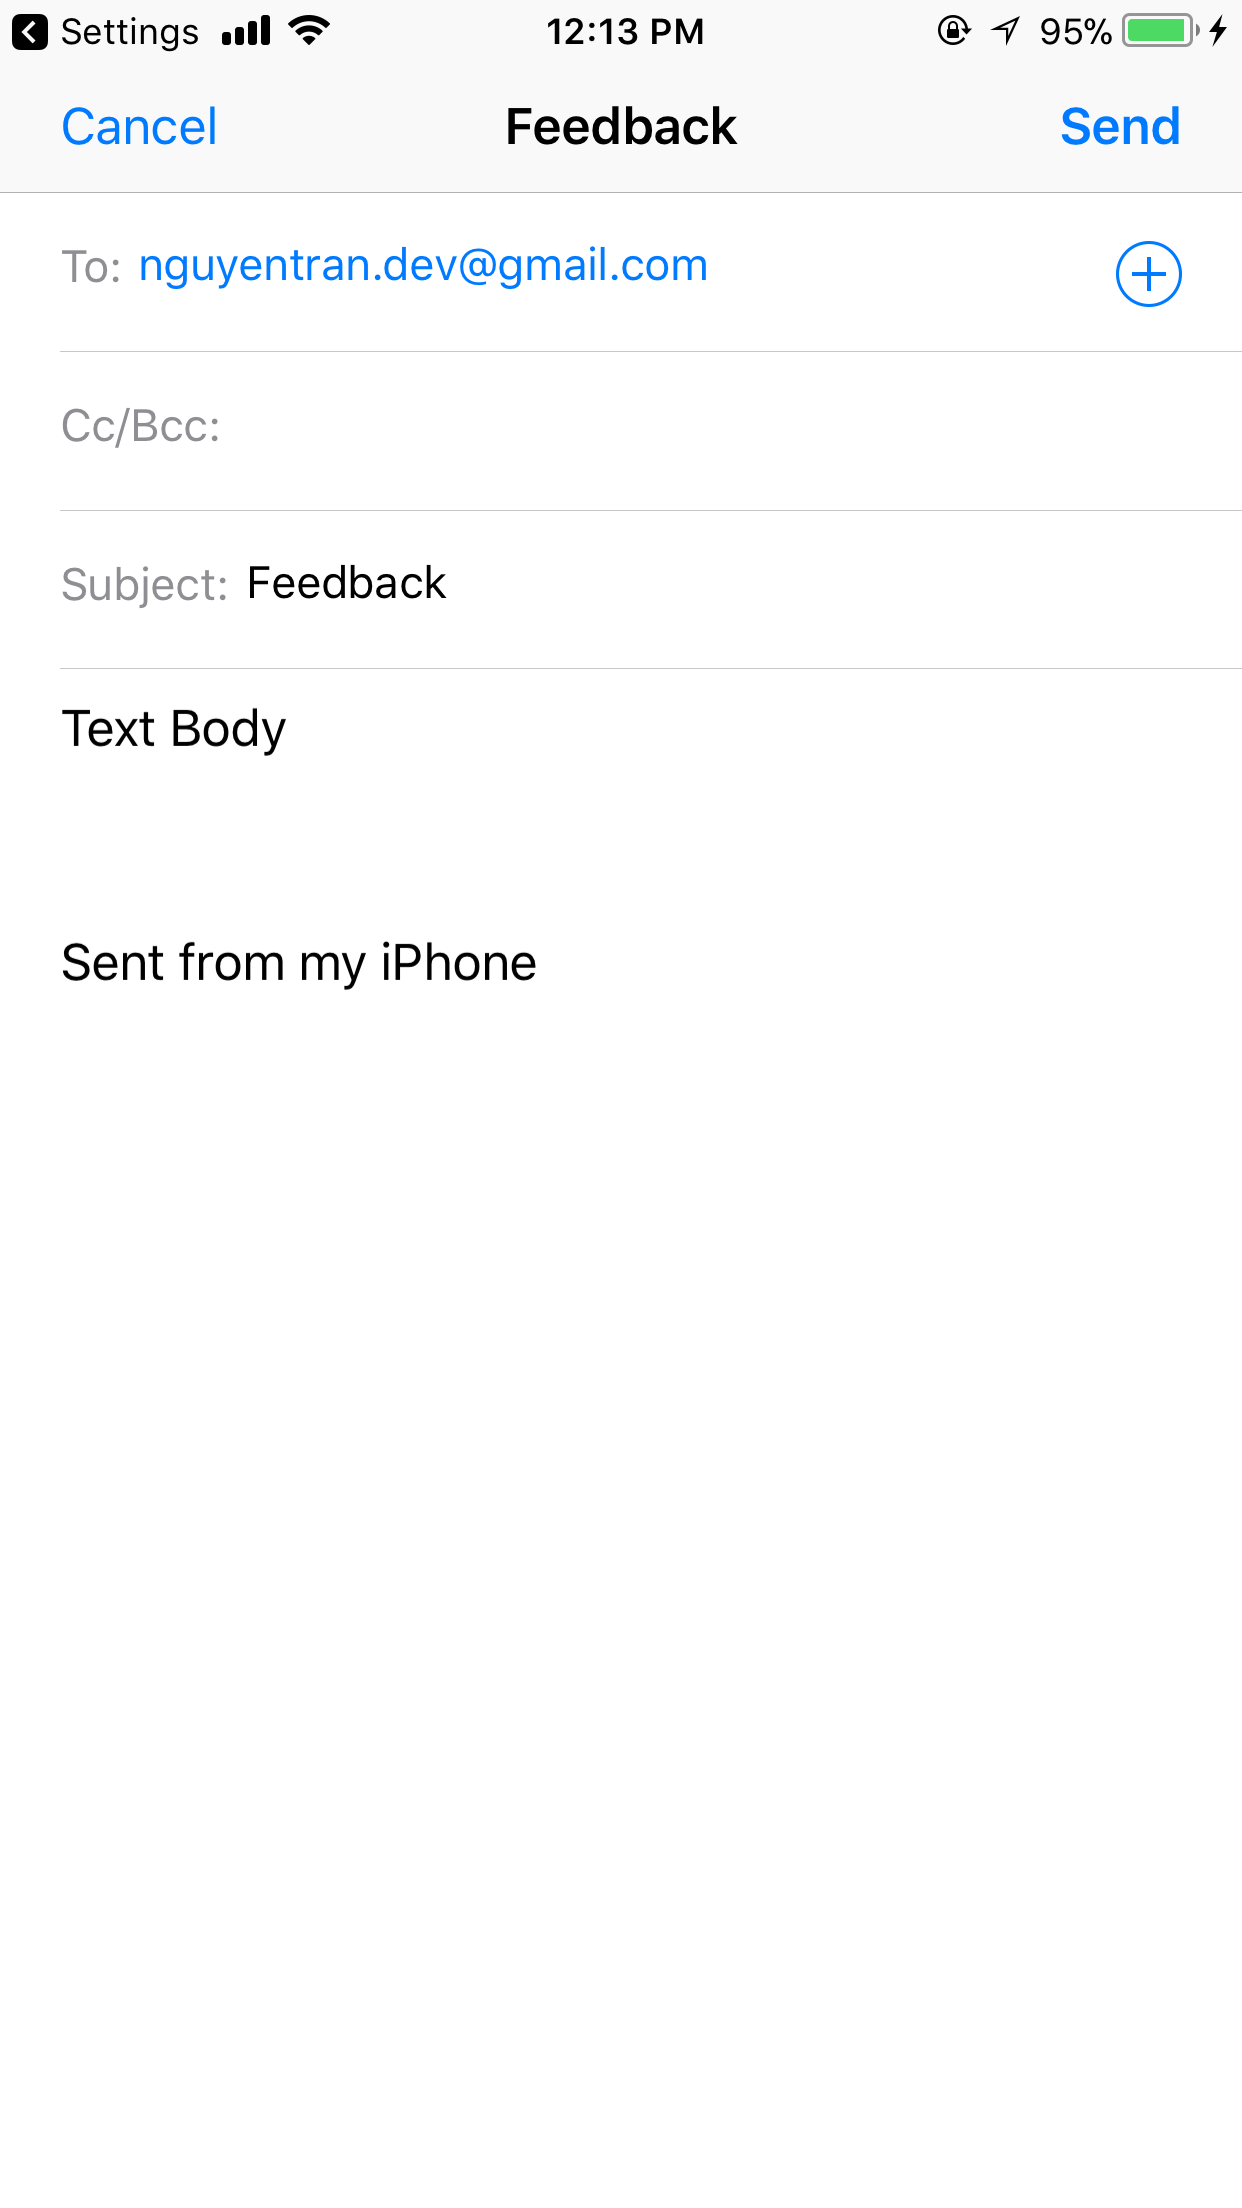 Settings 12:13 PM 95%
Cancel Feedback Send
To: nguyentran.dev@gmail.com
Cc/Bcc:
Subject: Feedback
Text Body
Sent from my iPhone